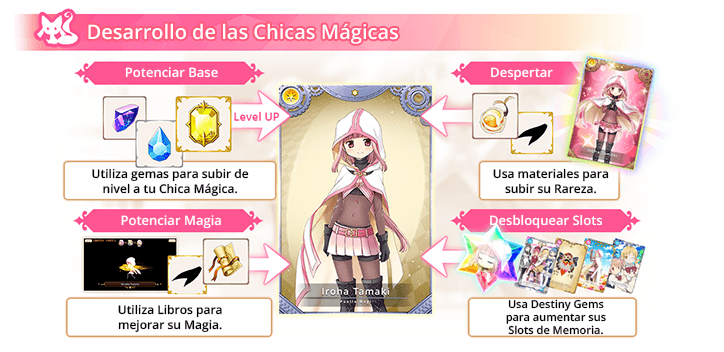 Desarrollo de las Chicas Mágicas
Potenciar Base
Level UP
Utiliza gemas para subir de
nivel a tu Chica Mágica.
Despertar
Usa materiales para
subir su Rareza.
Potenciar Magia
Utiliza Libros para
mejorar su Magia.
Desbloquear Slots
Usa Destiny Gems
para aumentar sus
Slots de Memoria.
Iroha Tamaki